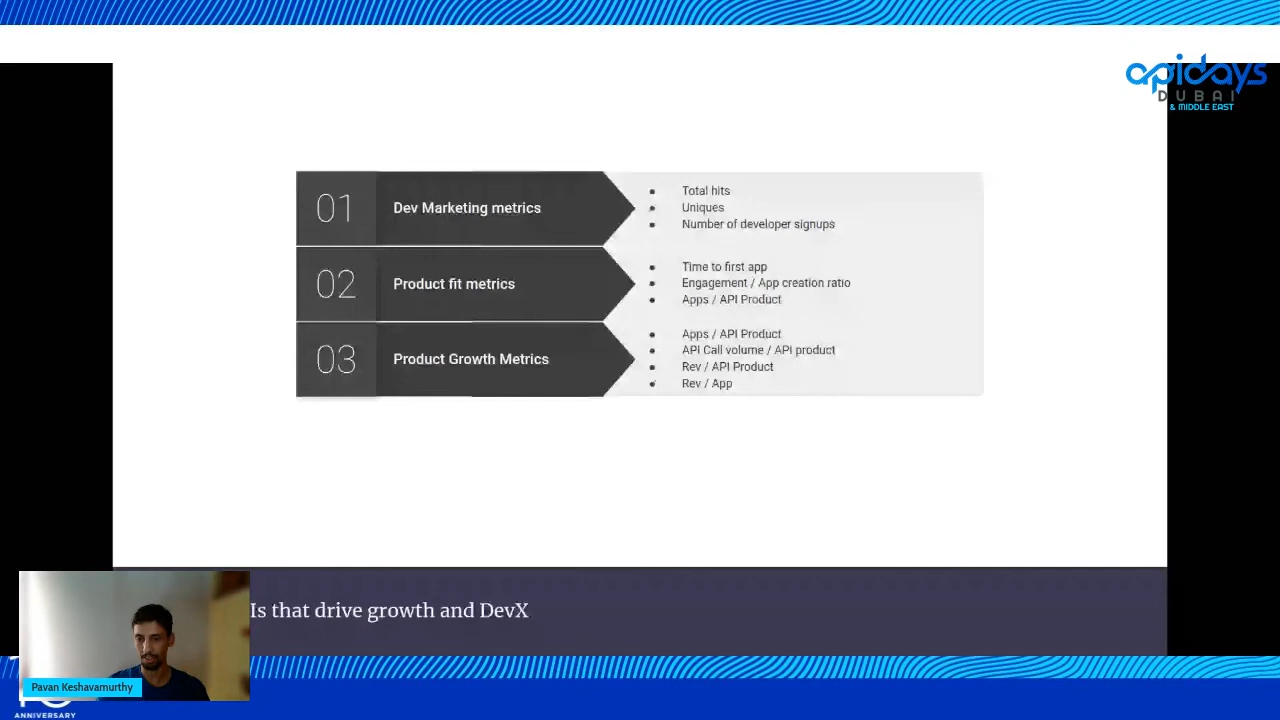 apidays
DUBAI
& MIDDLE EAST
01
Dev Marketing metrics
● Total hits
● Uniques
● Number of developer signups
02
Product fit metrics
● Time to first app
● Engagement / App creation ratio
● Apps / API Product
03
Product Growth Metrics
● Apps / API Product
● API Call volume / API product
● Rev / API Product
● Rev / App
Is that drive growth and DevX
Pavan Keshavamurthy
ANNIVERSARY